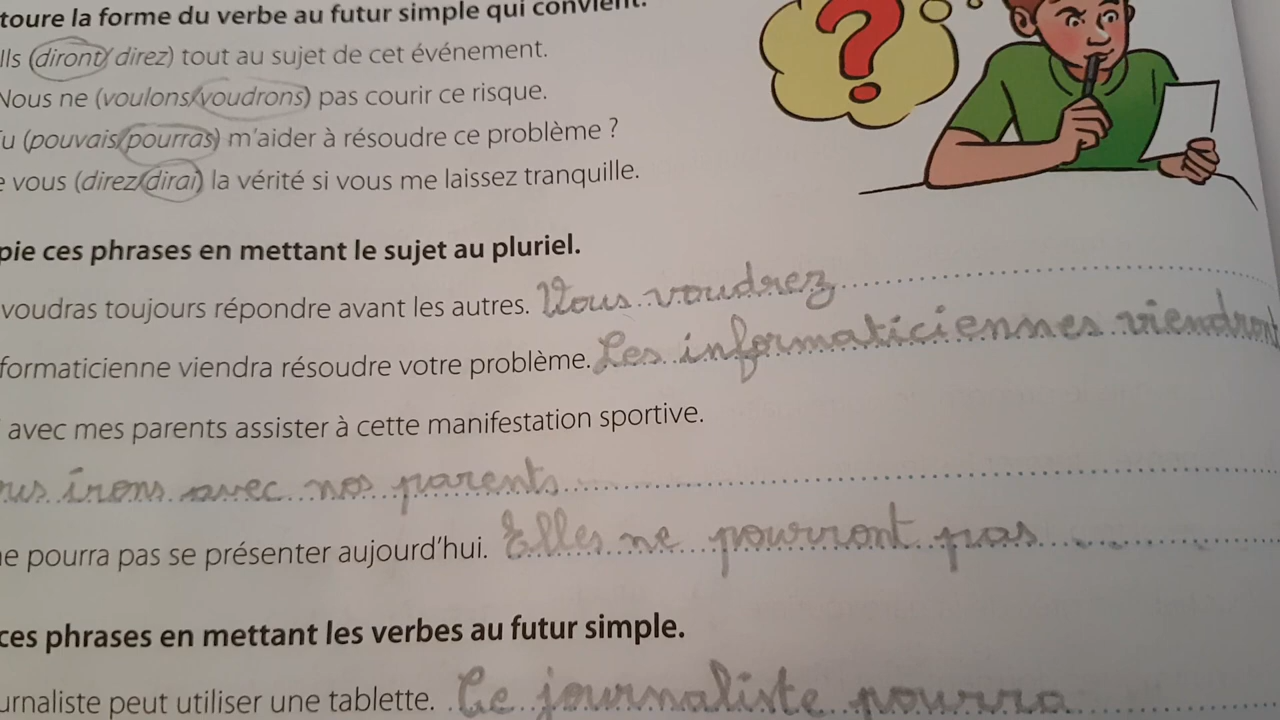 toure la forme du verbe au futur simple qui convient.
Ils (diront/ direz) tout au sujet de cet événement.
Nous ne (voulons/voudrons) pas courir ce risque.
Tu (pouvais/pourras) m'aider à résoudre ce problème ?
e vous (direz/dirai) la vérité si vous me laissez tranquille.
pie ces phrases en mettant le sujet au pluriel.
voudras toujours répondre avant les autres. Vous voudrez
formaticienne viendra résoudre votre problème. Les informaticiennes viendront
avec mes parents assister à cette manifestation sportive.
ous irons avec nos parents
ne pourra pas se présenter aujourd'hui. Elles ne pourront pas
ces phrases en mettant les verbes au futur simple.
urnaliste peut utiliser une tablette. Le journaliste pourra
?